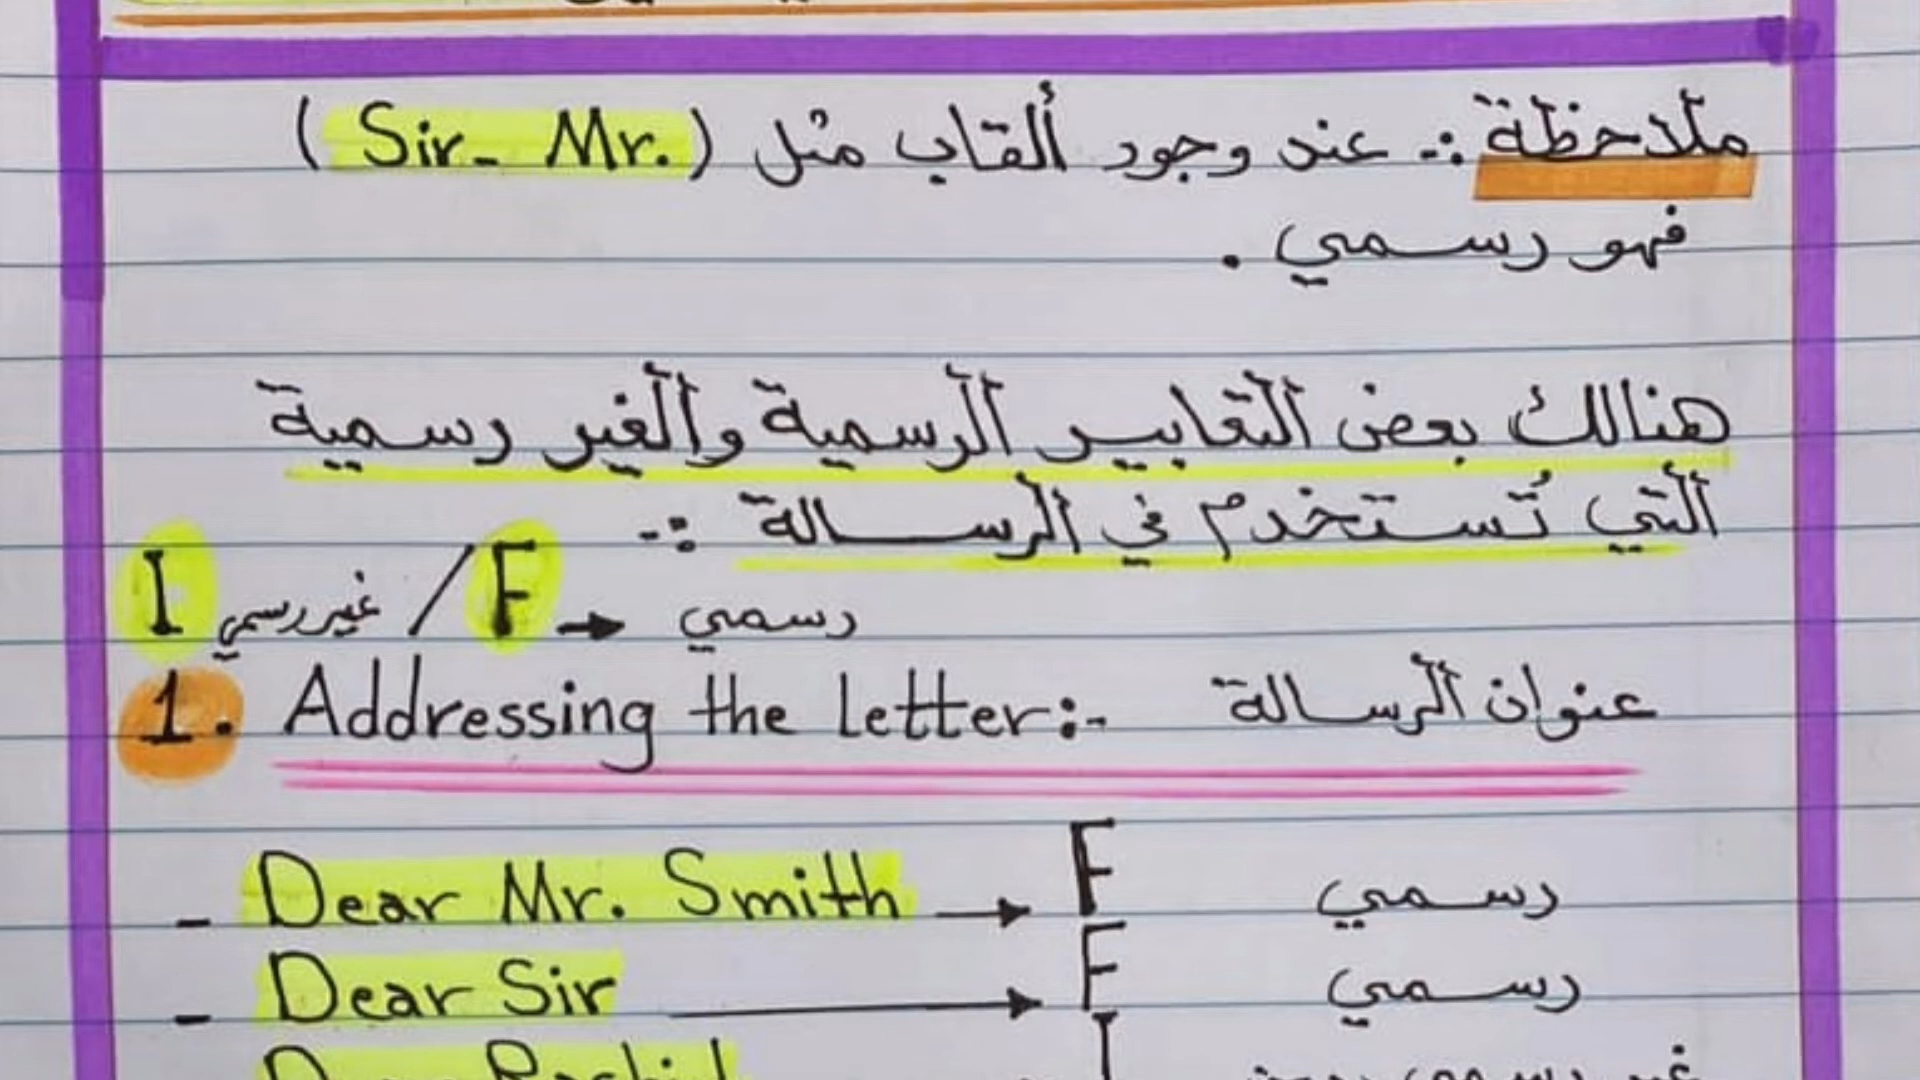 ملاحظة :- عند وجود ألقاب مثل (Sir - Mr.)
فهو رسمي .
هنالك بعض التعابير الرسمية والغير رسمية
التي تُستخدم في الرسالة :-
I غير رسمي / F → رسمي
1. Addressing the letter:- عنوان الرسالة
- Dear Mr. Smith → F رسمي
- Dear Sir → F رسمي